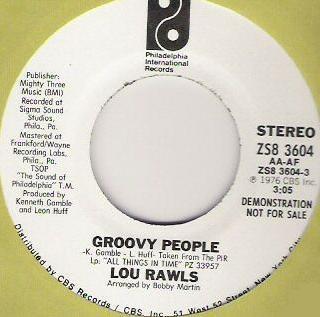 Philadelphia
International
Records
Publisher:
Mighty Three
Music (BMI)
Recorded at
Sigma Sound
Studios,
Phila., Pa.
Mastered at
Frankford/Wayne
Recording Labs,
Phila., Pa.
TSOP
"The Sound of
Philadelphia" T.M.
Produced by
Kenneth Gamble
and Leon Huff
STEREO
ZS8 3604
AA-AF
ZS8 3604-3
℗ 1976 CBS Inc.
3:05
DEMONSTRATION
NOT FOR SALE
GROOVY PEOPLE
-K. Gamble - L. Huff- Taken From The PIR
Lp: "ALL THINGS IN TIME" PZ 33957
LOU RAWLS
Arranged by Bobby Martin
Distributed by CBS Records / CBS Inc. 51 West 52 Street, New York,